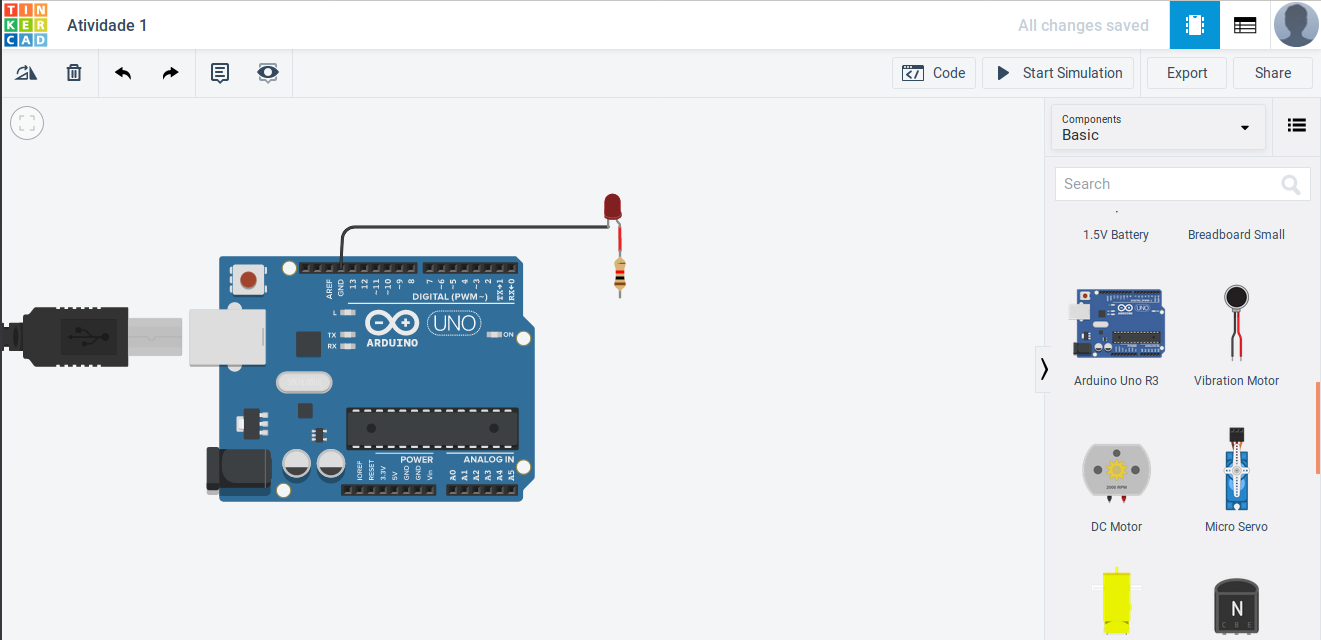 TIN
KER
CAD
Atividade 1
All changes saved
Code
Start Simulation
Export
Share
Components
Basic
Search
1.5V Battery
Breadboard Small
Arduino Uno R3
Vibration Motor
DC Motor
Micro Servo
N
C B E
AREF
GND
13
12
~11
~10
~9
8
7
~6
~5
4
~3
2
TX→1
RX←0
DIGITAL (PWM~)
L
TX
RX
UNO
ARDUINO
ON
POWER
ANALOG IN
IOREF
RESET
3.3V
5V
GND
GND
Vin
A0
A1
A2
A3
A4
A5